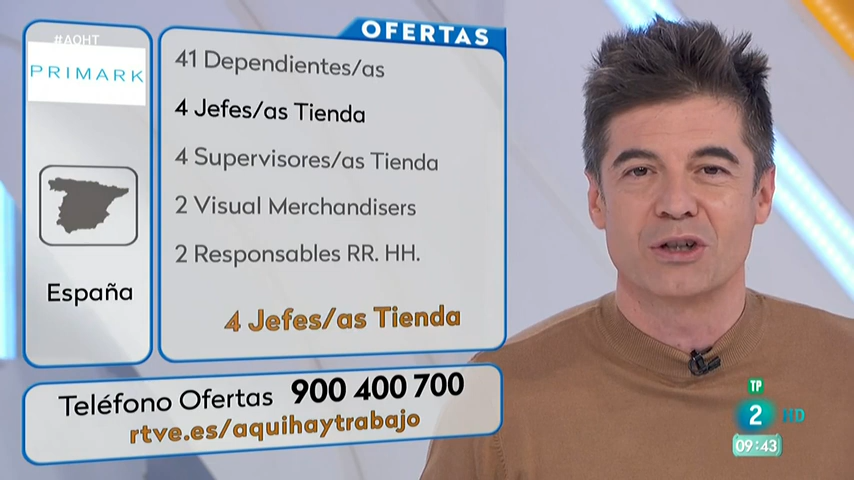 #AQHT
OFERTAS
PRIMARK
España
41 Dependientes/as
4 Jefes/as Tienda
4 Supervisores/as Tienda
2 Visual Merchandisers
2 Responsables RR. HH.
4 Jefes/as Tienda
Teléfono Ofertas 900 400 700
rtve.es/aquihaytrabajo
TP
2 HD
09:43